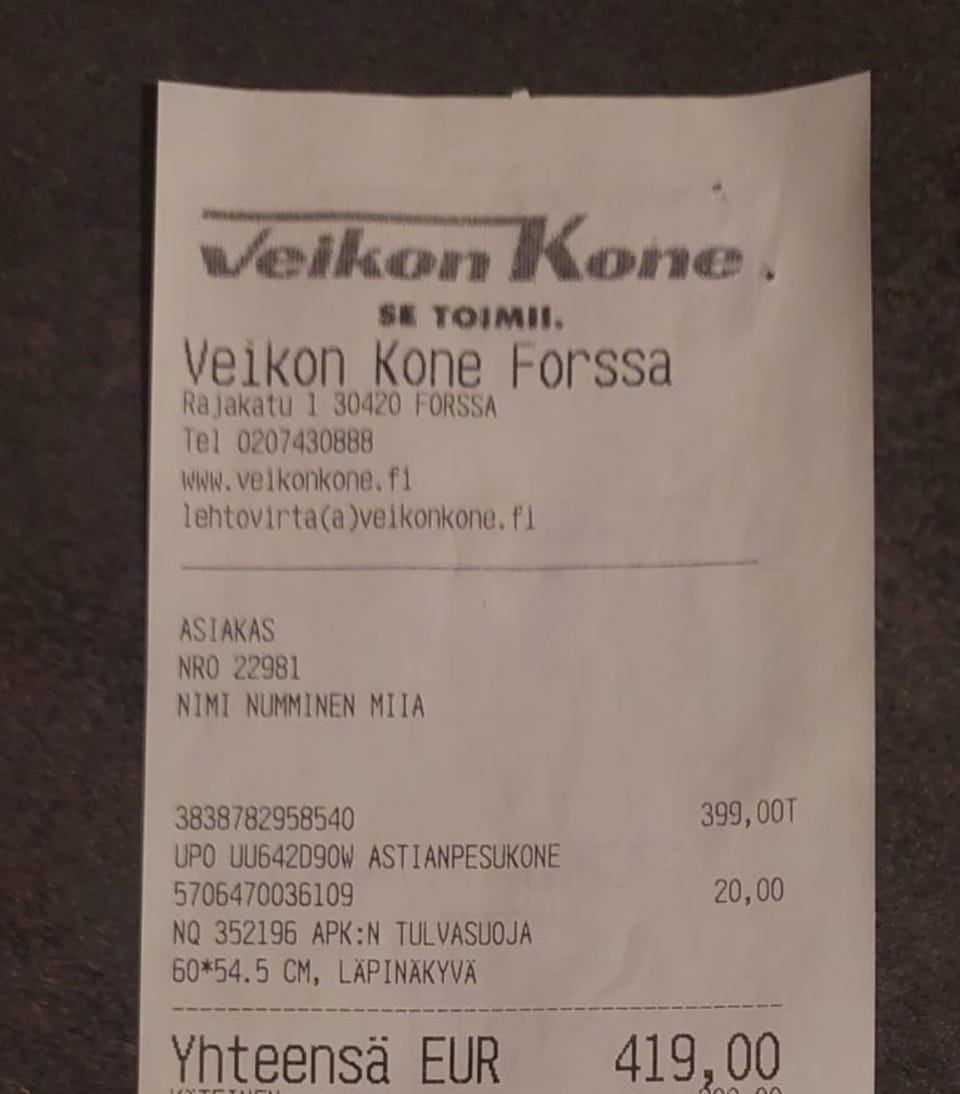 Veikon Kone.
SE TOIMII.
Veikon Kone Forssa
Rajakatu 1 30420 FORSSA
Tel 0207430888
www.veikonkone.fi
lehtovirta(a)veikonkone.fi
ASIAKAS
NRO 22981
NIMI NUMMINEN MIIA
3838782958540 399,00T
UPO UU642D90W ASTIANPESUKONE
5706470036109 20,00
NQ 352196 APK:N TULVASUOJA
60*54.5 CM, LÄPINÄKYVÄ
Yhteensä EUR 419,00